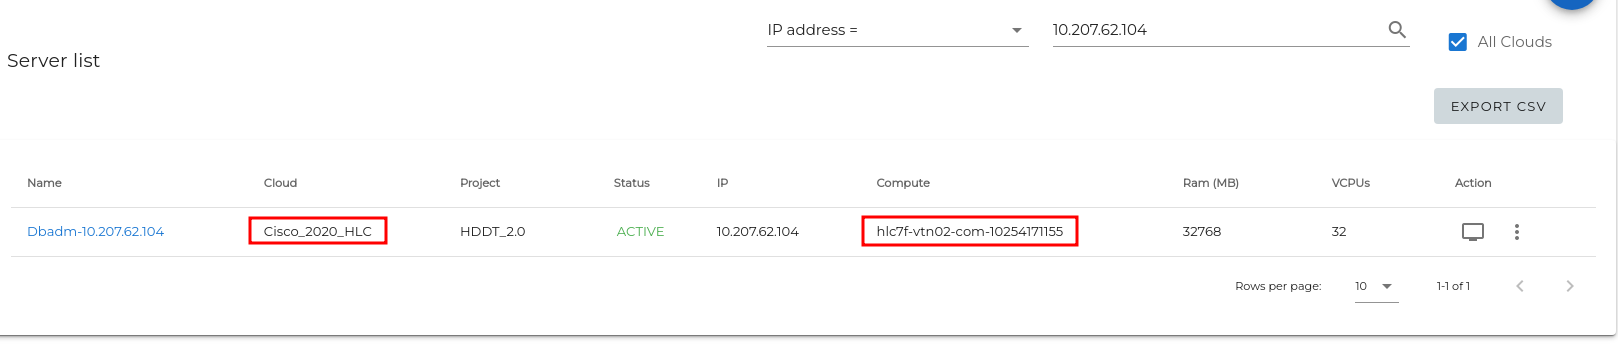 IP address = 10.207.62.104
All Clouds
Server list
EXPORT CSV
Name Cloud Project Status IP Compute Ram (MB) VCPUs Action
Dbadm-10.207.62.104 Cisco_2020_HLC HDDT_2.0 ACTIVE 10.207.62.104 hlc7f-vtn02-com-10254171155 32768 32
Rows per page: 10 1-1 of 1